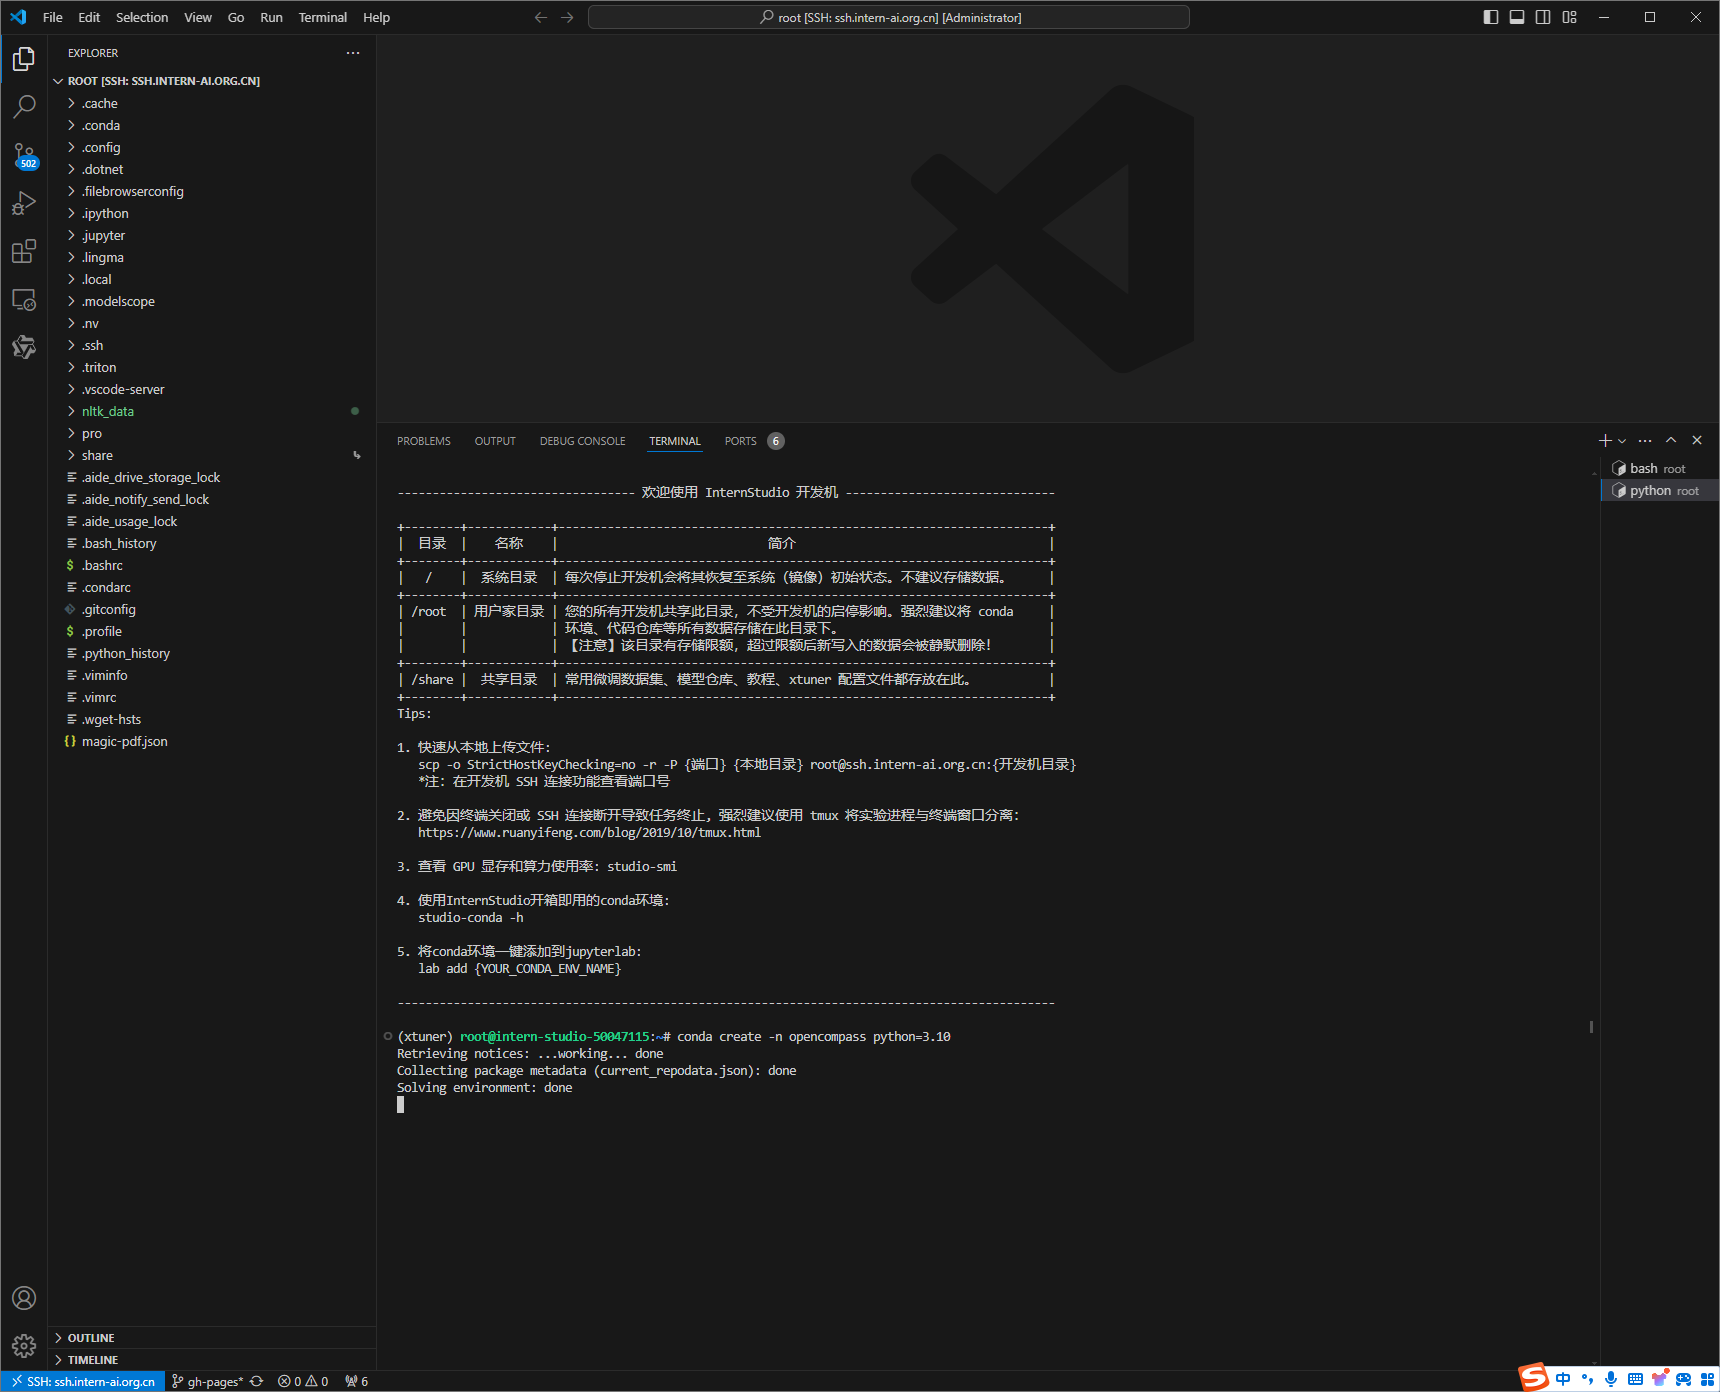 File Edit Selection View Go Run Terminal Help
root [SSH: ssh.intern-ai.org.cn] [Administrator]
EXPLORER
ROOT [SSH: SSH.INTERN-AI.ORG.CN]
.cache
.conda
.config
502
.dotnet
.filebrowserconfig
.ipython
.jupyter
.lingma
.local
.modelscope
.nv
.ssh
.triton
.vscode-server
nltk_data
pro
share
.aide_drive_storage_lock
.aide_notify_send_lock
.aide_usage_lock
.bash_history
.bashrc
.condarc
.gitconfig
.profile
.python_history
.viminfo
.vimrc
.wget-hsts
magic-pdf.json
OUTLINE
TIMELINE
PROBLEMS OUTPUT DEBUG CONSOLE TERMINAL PORTS 6
bash root
python root
---------------------------------- 欢迎使用 InternStudio 开发机 ------------------------------
+--------+------------+----------------------------------------------------------------------+
| 目录 | 名称 | 简介 |
+--------+------------+----------------------------------------------------------------------+
| / | 系统目录 | 每次停止开发机会将其恢复至系统（镜像）初始状态。不建议存储数据。 |
+--------+------------+----------------------------------------------------------------------+
| /root | 用户家目录 | 您的所有开发机共享此目录，不受开发机的启停影响。强烈建议将 conda |
| | | 环境、代码仓库等所有数据存储在此目录下。 |
| | | 【注意】该目录有存储限额，超过限额后新写入的数据会被静默删除！ |
+--------+------------+----------------------------------------------------------------------+
| /share | 共享目录 | 常用微调数据集、模型仓库、教程、xtuner 配置文件都存放在此。 |
+--------+------------+----------------------------------------------------------------------+
Tips:
1. 快速从本地上传文件：
scp -o StrictHostKeyChecking=no -r -P {端口} {本地目录} root@ssh.intern-ai.org.cn:{开发机目录}
*注：在开发机 SSH 连接功能查看端口号
2. 避免因终端关闭或 SSH 连接断开导致任务终止，强烈建议使用 tmux 将实验进程与终端窗口分离：
https://www.ruanyifeng.com/blog/2019/10/tmux.html
3. 查看 GPU 显存和算力使用率: studio-smi
4. 使用InternStudio开箱即用的conda环境:
studio-conda -h
5. 将conda环境一键添加到jupyterlab:
lab add {YOUR_CONDA_ENV_NAME}
----------------------------------------------------------------------------------------------
(xtuner) root@intern-studio-50047115:~# conda create -n opencompass python=3.10
Retrieving notices: ...working... done
Collecting package metadata (current_repodata.json): done
Solving environment: done
SSH: ssh.intern-ai.org.cn gh-pages* 0 0 6
S 中